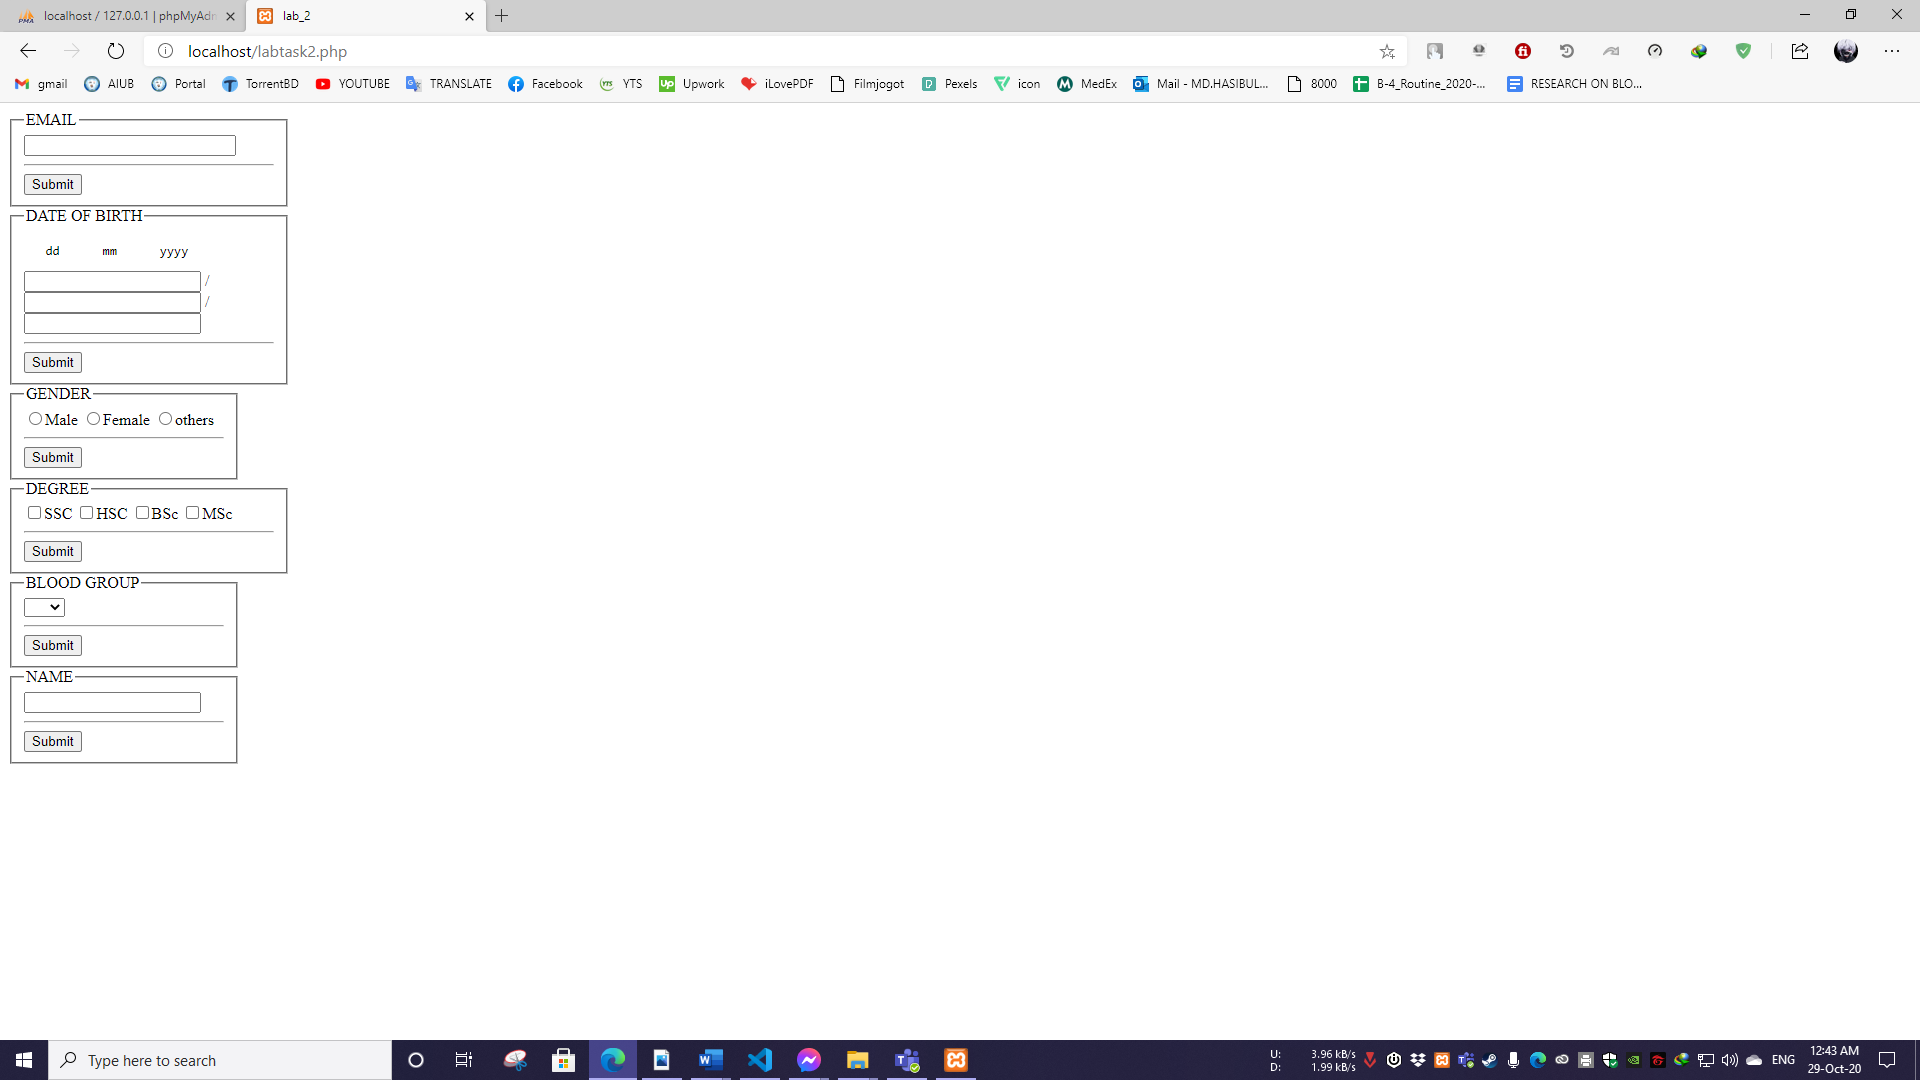 localhost / 127.0.0.1 | phpMyAdn
lab_2
localhost/labtask2.php
gmail AIUB Portal TorrentBD YOUTUBE TRANSLATE Facebook YTS Upwork iLovePDF Filmjogot Pexels icon MedEx Mail - MD.HASIBUL... 8000 B-4_Routine_2020-... RESEARCH ON BLO...
EMAIL
Submit
DATE OF BIRTH
dd mm yyyy
/
/
Submit
GENDER
Male Female others
Submit
DEGREE
SSC HSC BSc MSc
Submit
BLOOD GROUP
Submit
NAME
Submit
Type here to search
U: 3.96 kB/s
D: 1.99 kB/s
ENG
12:43 AM
29-Oct-20